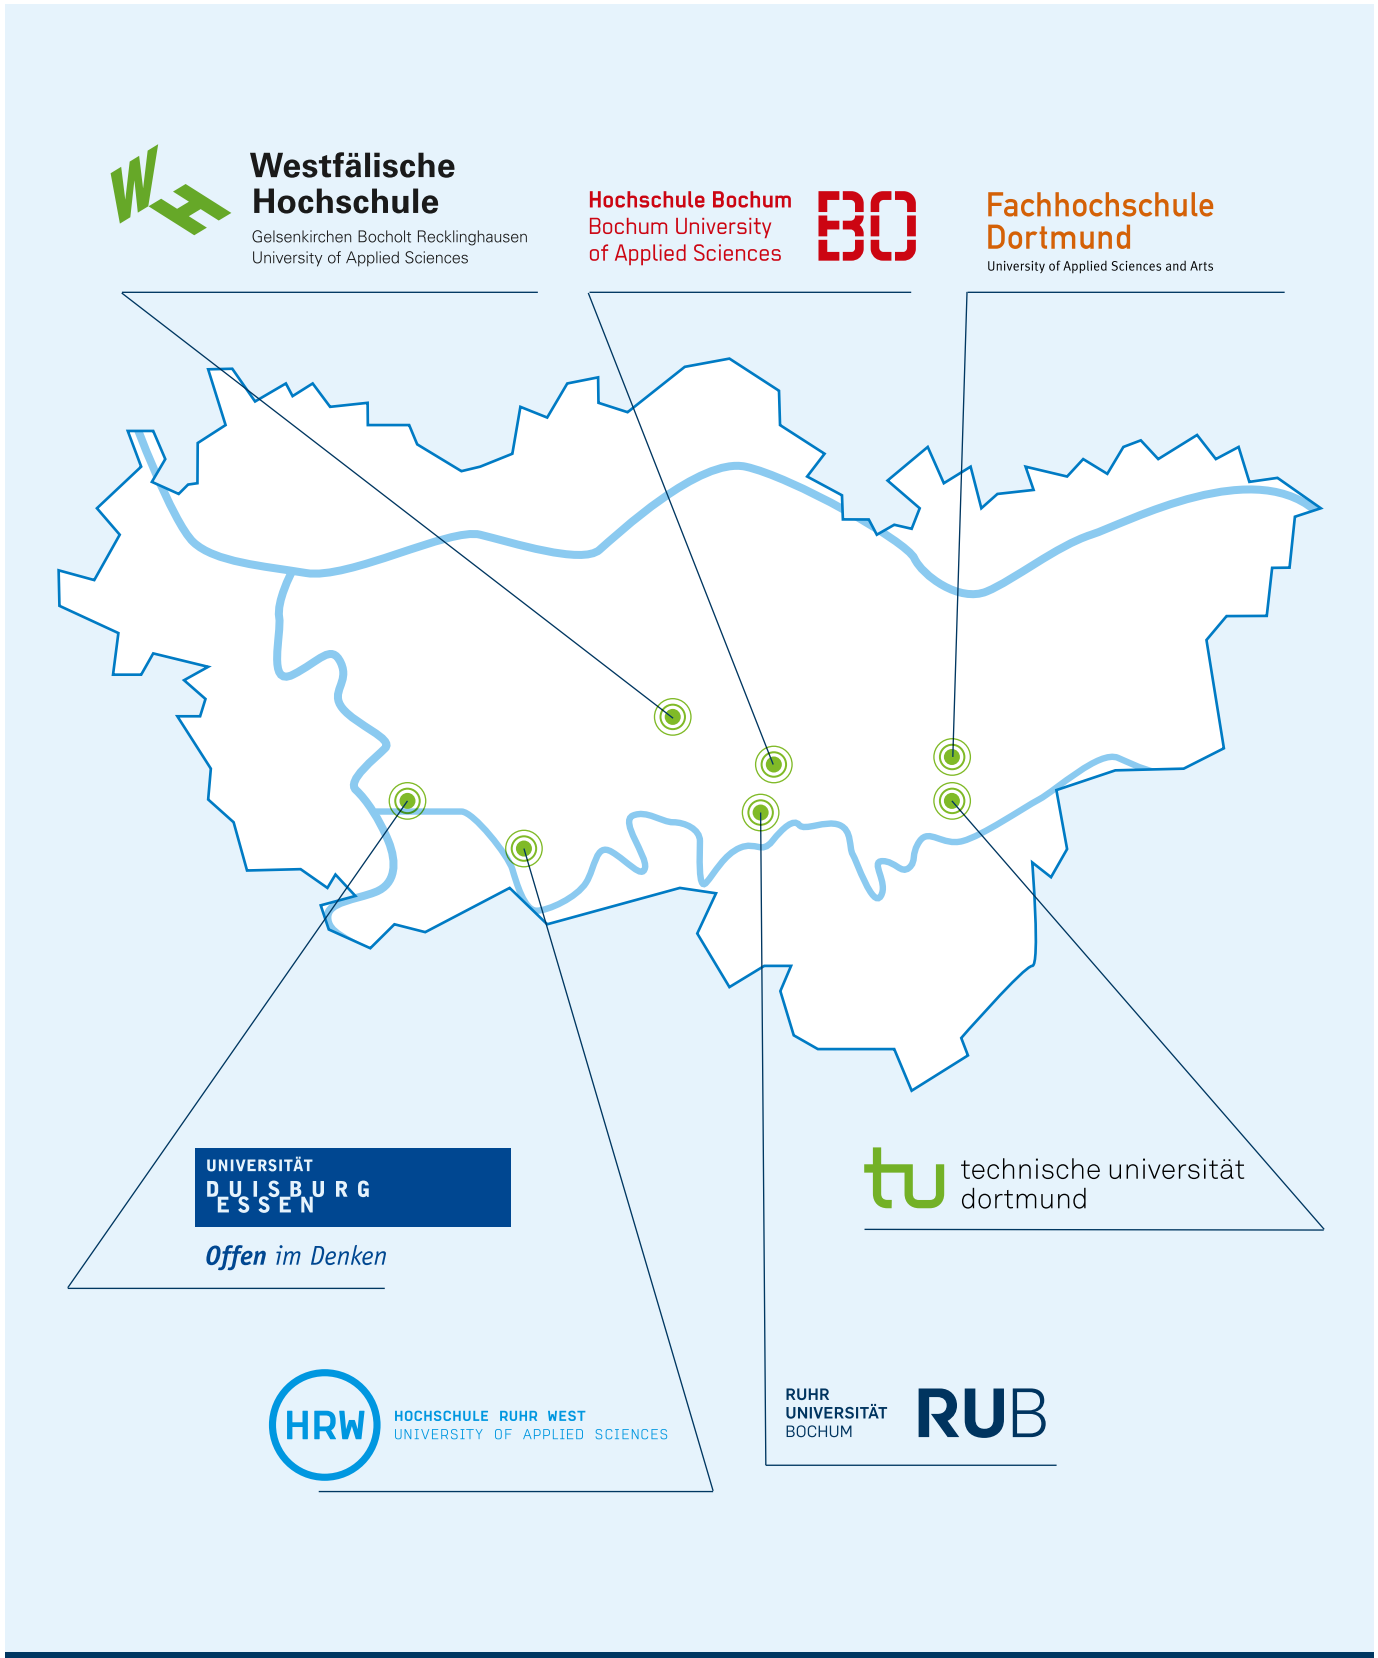 WH
Westfälische
Hochschule
Gelsenkirchen Bocholt Recklinghausen
University of Applied Sciences
Hochschule Bochum
Bochum University
of Applied Sciences
BO
Fachhochschule
Dortmund
University of Applied Sciences and Arts
UNIVERSITÄT
DUISBURG
ESSEN
Offen im Denken
tu
technische universität
dortmund
HRW
HOCHSCHULE RUHR WEST
UNIVERSITY OF APPLIED SCIENCES
RUHR
UNIVERSITÄT
BOCHUM
RUB